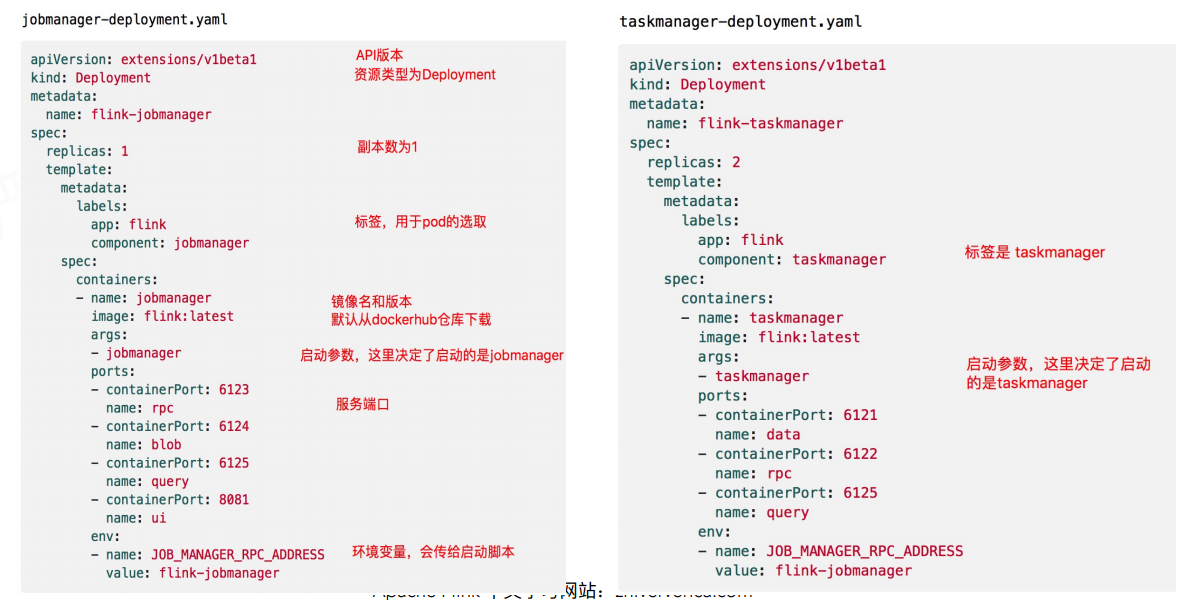 jobmanager-deployment.yaml
apiVersion: extensions/v1beta1
API版本
kind: Deployment
资源类型为Deployment
metadata:
name: flink-jobmanager
spec:
replicas: 1
副本数为1
template:
metadata:
labels:
app: flink
标签，用于pod的选取
component: jobmanager
spec:
containers:
- name: jobmanager
镜像名和版本
image: flink:latest
默认从dockerhub仓库下载
args:
- jobmanager
启动参数，这里决定了启动的是jobmanager
ports:
- containerPort: 6123
name: rpc
服务端口
- containerPort: 6124
name: blob
- containerPort: 6125
name: query
- containerPort: 8081
name: ui
env:
- name: JOB_MANAGER_RPC_ADDRESS
环境变量，会传给启动脚本
value: flink-jobmanager
taskmanager-deployment.yaml
apiVersion: extensions/v1beta1
kind: Deployment
metadata:
name: flink-taskmanager
spec:
replicas: 2
template:
metadata:
labels:
app: flink
component: taskmanager
标签是 taskmanager
spec:
containers:
- name: taskmanager
image: flink:latest
args:
启动参数，这里决定了启动
- taskmanager
的是taskmanager
ports:
- containerPort: 6121
name: data
- containerPort: 6122
name: rpc
- containerPort: 6125
name: query
env:
- name: JOB_MANAGER_RPC_ADDRESS
value: flink-jobmanager
网站：